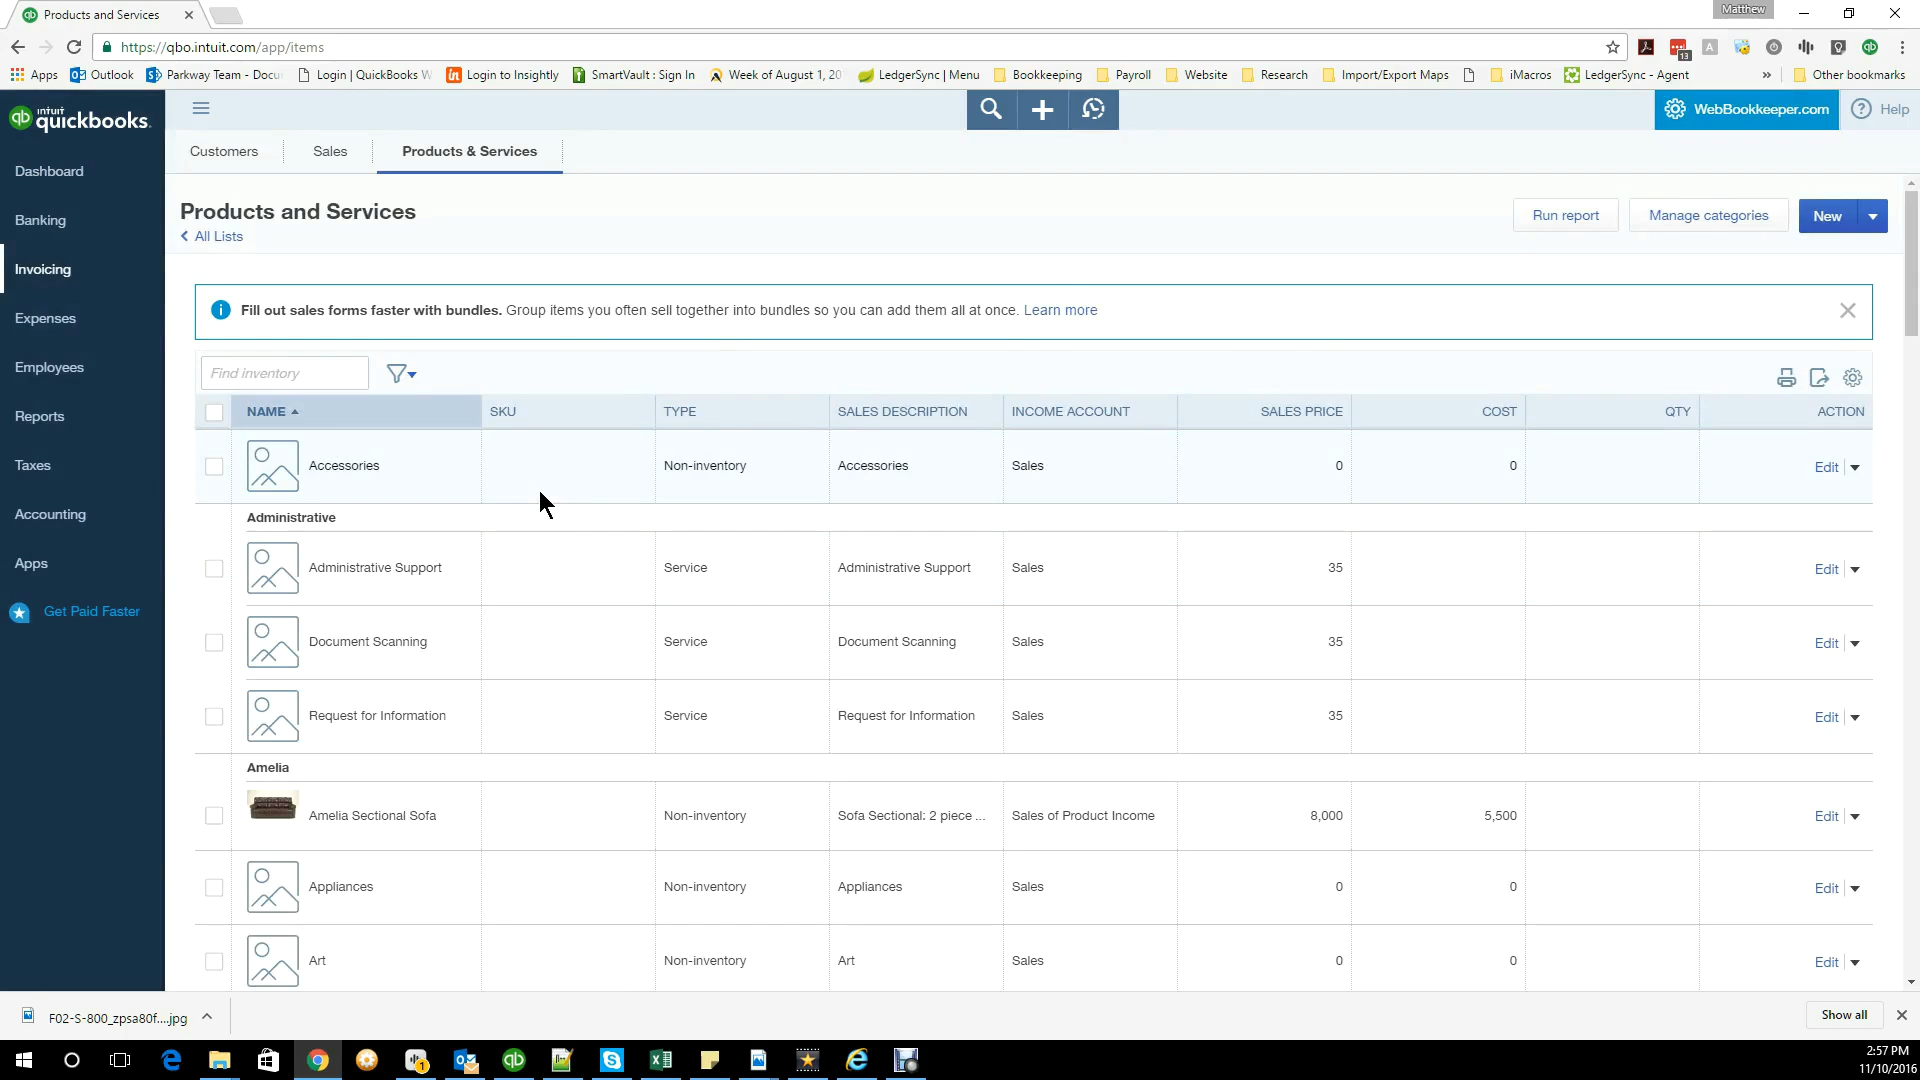 Products and Services
Matthew
https://qbo.intuit.com/app/items
13
Apps
Outlook
Parkway Team - Docu
Login | QuickBooks W
Login to Insightly
SmartVault : Sign In
Week of August 1, 20
LedgerSync | Menu
Bookkeeping
Payroll
Website
Research
Import/Export Maps
iMacros
LedgerSync - Agent
»
Other bookmarks
intuit
quickbooks.
WebBookkeeper.com
Help
Dashboard
Banking
Invoicing
Expenses
Employees
Reports
Taxes
Accounting
Apps
Get Paid Faster
Customers
Sales
Products & Services
Products and Services
All Lists
Run report
Manage categories
New
Fill out sales forms faster with bundles. Group items you often sell together into bundles so you can add them all at once. Learn more
Find inventory
NAME SKU TYPE SALES DESCRIPTION INCOME ACCOUNT SALES PRICE COST QTY ACTION
Accessories Non-inventory Accessories Sales 0 0 Edit
Administrative
Administrative Support Service Administrative Support Sales 35 Edit
Document Scanning Service Document Scanning Sales 35 Edit
Request for Information Service Request for Information Sales 35 Edit
Amelia
Amelia Sectional Sofa Non-inventory Sofa Sectional: 2 piece ... Sales of Product Income 8,000 5,500 Edit
Appliances Non-inventory Appliances Sales 0 0 Edit
Art Non-inventory Art Sales 0 0 Edit
F02-S-800_zpsa80f....jpg
Show all
2:57 PM
11/10/2016